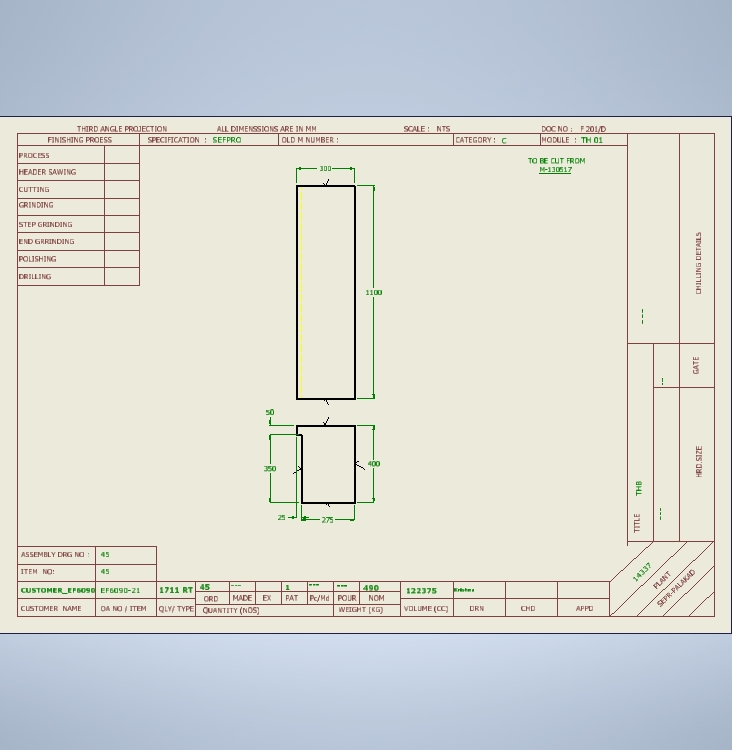 THIRD ANGLE PROJECTION
ALL DIMENSSIONS ARE IN MM
SCALE : NTS
DOC NO : F 201/D
FINISHING PROESS
SPECIFICATION : SEFPRO
OLD M NUMBER :
CATEGORY : C
MODULE : TH 01
PROCESS
HEADER SAWING
CUTTING
GRINDING
STEP GRINDING
END GRRINDING
POLISHING
DRILLING
TO BE CUT FROM
M-130517
300
1100
50
350
400
25
275
CHILLING DETAILS
---
GATE
--
HRD.SIZE
---
TITLE THB
ASSEMBLY DRG NO : 45
ITEM NO: 45
CUSTOMER_EF6090 EF6090-21 1711 RT 45 --- 1 --- --- 490 122375
ORD MADE EX PAT Pc/Md POUR NOM
CUSTOMER NAME OA NO / ITEM QLY/ TYPE QUANTITY (NOS) WEIGHT (KG) VOLUME (CC) DRN CHD APPD
14337
PLANT
SEPR-PALAKAD